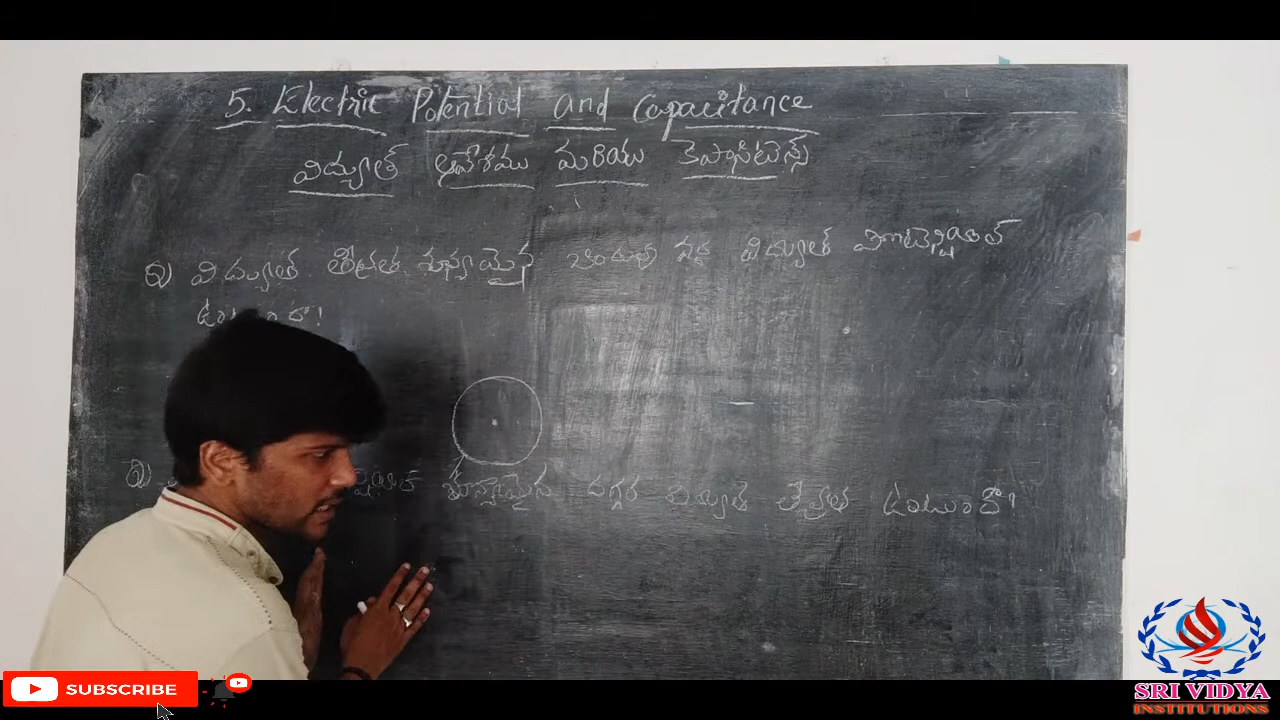 5. Electric Potential and Capacitance
విద్యుత్ ఆవేశము మరియు కెపాసిటెన్స్
విద్యుత్ తీవ్రత శూన్యమైన బిందువు వద్ద విద్యుత్ పొటెన్షియల్
శూన్యమైన దగ్గర విద్యుత్ తీవ్రత ఉంటుందా!
SUBSCRIBE
SRI VIDYA
INSTITUTIONS